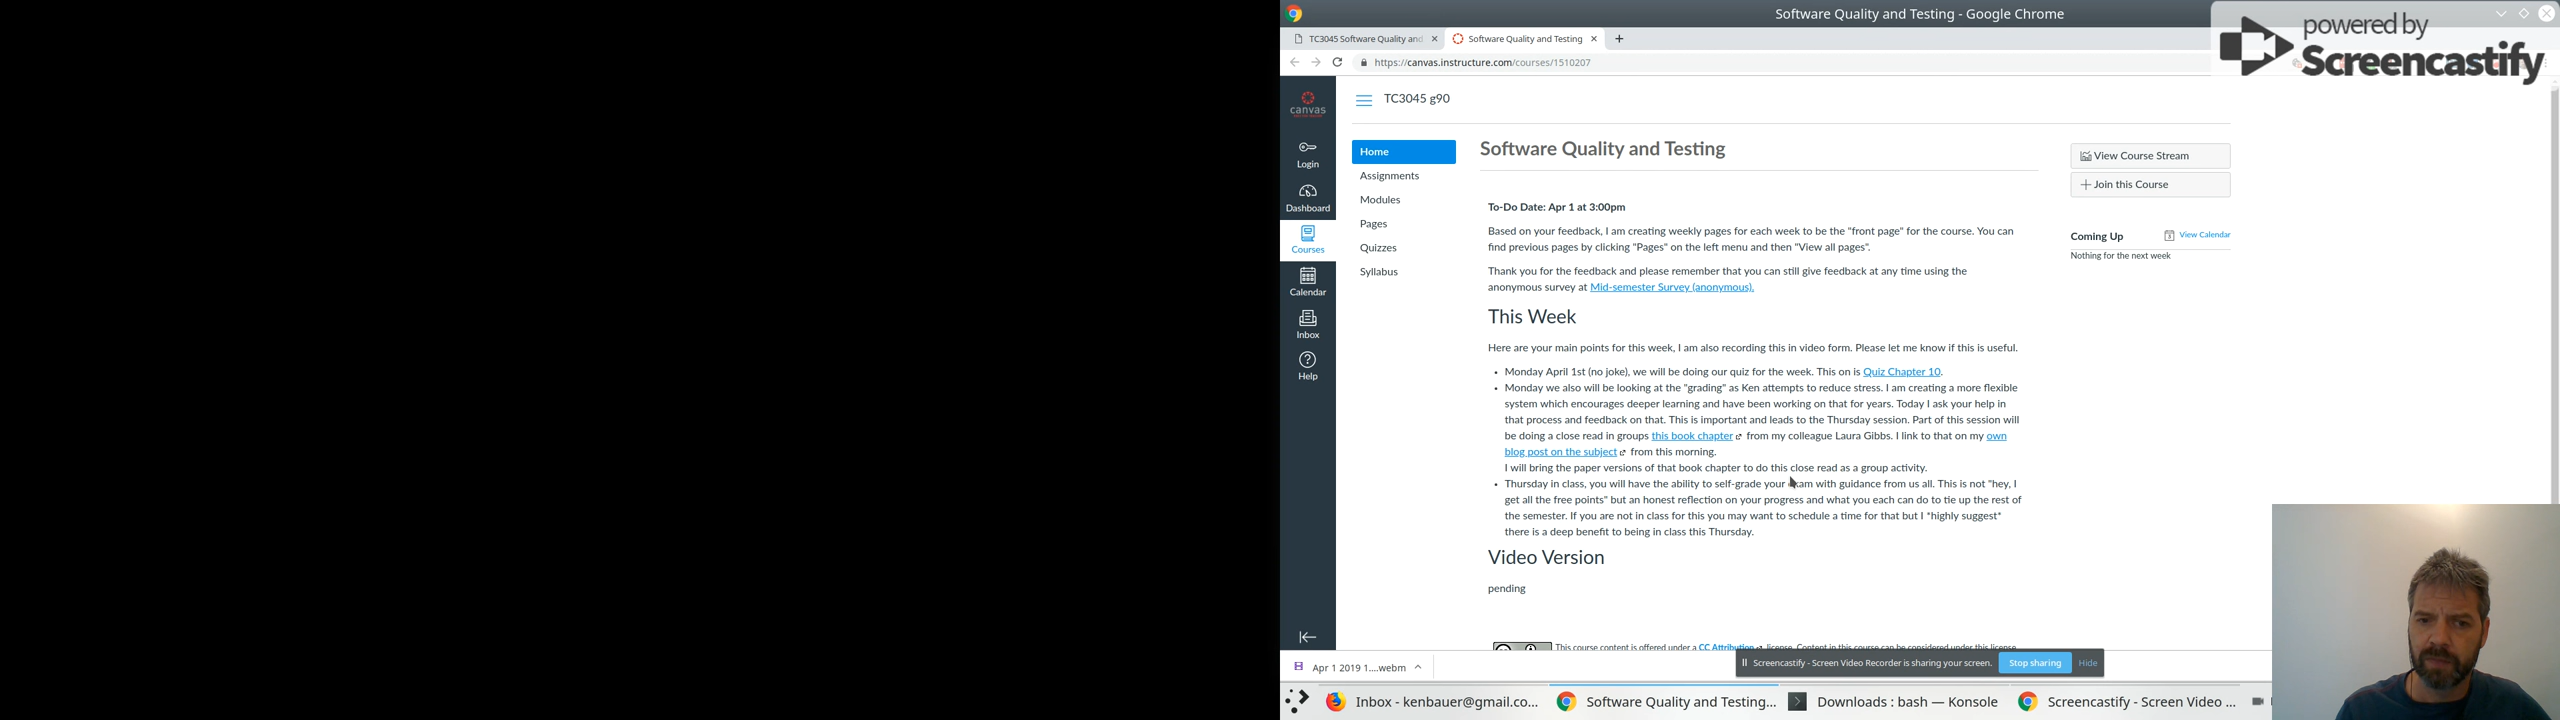 Software Quality and Testing - Google Chrome
powered by
Screencastify
TC3045 Software Quality and
Software Quality and Testing
https://canvas.instructure.com/courses/1510207
canvas
TC3045 g90
Login
Dashboard
Courses
Calendar
Inbox
Help
Home
Assignments
Modules
Pages
Quizzes
Syllabus
Software Quality and Testing
To-Do Date: Apr 1 at 3:00pm
Based on your feedback, I am creating weekly pages for each week to be the "front page" for the course. You can
find previous pages by clicking "Pages" on the left menu and then "View all pages".
Thank you for the feedback and please remember that you can still give feedback at any time using the
anonymous survey at Mid-semester Survey (anonymous).
This Week
Here are your main points for this week, I am also recording this in video form. Please let me know if this is useful.
• Monday April 1st (no joke), we will be doing our quiz for the week. This on is Quiz Chapter 10.
• Monday we also will be looking at the "grading" as Ken attempts to reduce stress. I am creating a more flexible
system which encourages deeper learning and have been working on that for years. Today I ask your help in
that process and feedback on that. This is important and leads to the Thursday session. Part of this session will
be doing a close read in groups this book chapter from my colleague Laura Gibbs. I link to that on my own
blog post on the subject from this morning.
I will bring the paper versions of that book chapter to do this close read as a group activity.
• Thursday in class, you will have the ability to self-grade your exam with guidance from us all. This is not "hey, I
get all the free points" but an honest reflection on your progress and what you each can do to tie up the rest of
the semester. If you are not in class for this you may want to schedule a time for that but I *highly suggest*
there is a deep benefit to being in class this Thursday.
Video Version
pending
This course content is offered under a CC Attribution license. Content in this course can be considered under this license
View Course Stream
Join this Course
Coming Up
View Calendar
Nothing for the next week
Screencastify - Screen Video Recorder is sharing your screen. Stop sharing Hide
Apr 1 2019 1....webm
Inbox - kenbauer@gmail.co...
Software Quality and Testing...
Downloads : bash — Konsole
Screencastify - Screen Video ...